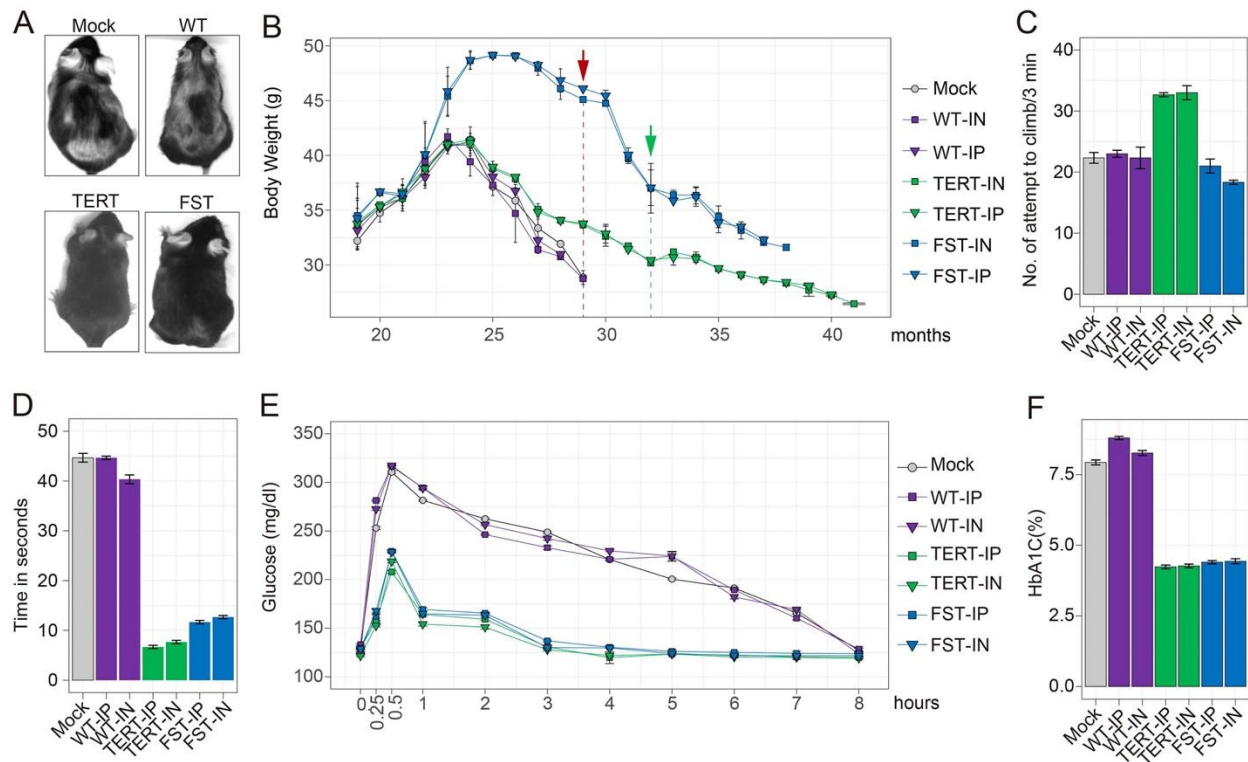 A
Mock
WT
TERT
FST
B
Body Weight (g)
50
45
40
35
30
20
25
30
35
40
months
Mock
WT-IN
WT-IP
TERT-IN
TERT-IP
FST-IN
FST-IP
C
No. of attempt to climb/3 min
40
30
20
10
0
Mock
WT-IP
WT-IN
TERT-IP
TERT-IN
FST-IP
FST-IN
D
Time in seconds
50
40
30
20
10
0
Mock
WT-IP
WT-IN
TERT-IP
TERT-IN
FST-IP
FST-IN
E
Glucose (mg/dl)
350
300
250
200
150
100
0
0.25
0.5
1
2
3
4
5
6
7
8
hours
Mock
WT-IP
WT-IN
TERT-IP
TERT-IN
FST-IP
FST-IN
F
HbA1C(%)
7.5
5.0
2.5
0.0
Mock
WT-IP
WT-IN
TERT-IP
TERT-IN
FST-IP
FST-IN